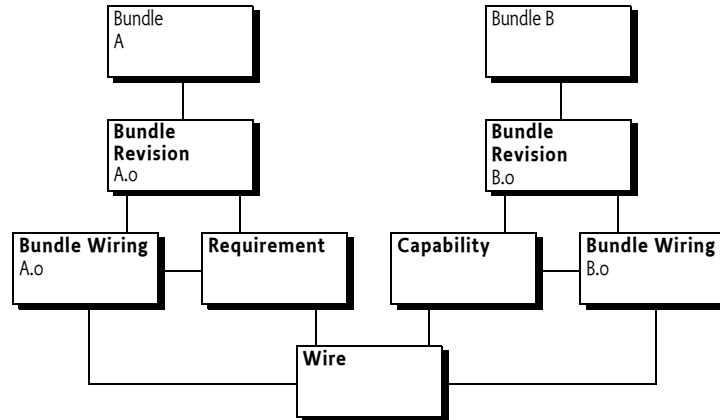 Bundle
A
Bundle B
Bundle
Revision
A.0
Bundle
Revision
B.0
Bundle Wiring
A.0
Requirement
Capability
Bundle Wiring
B.0
Wire